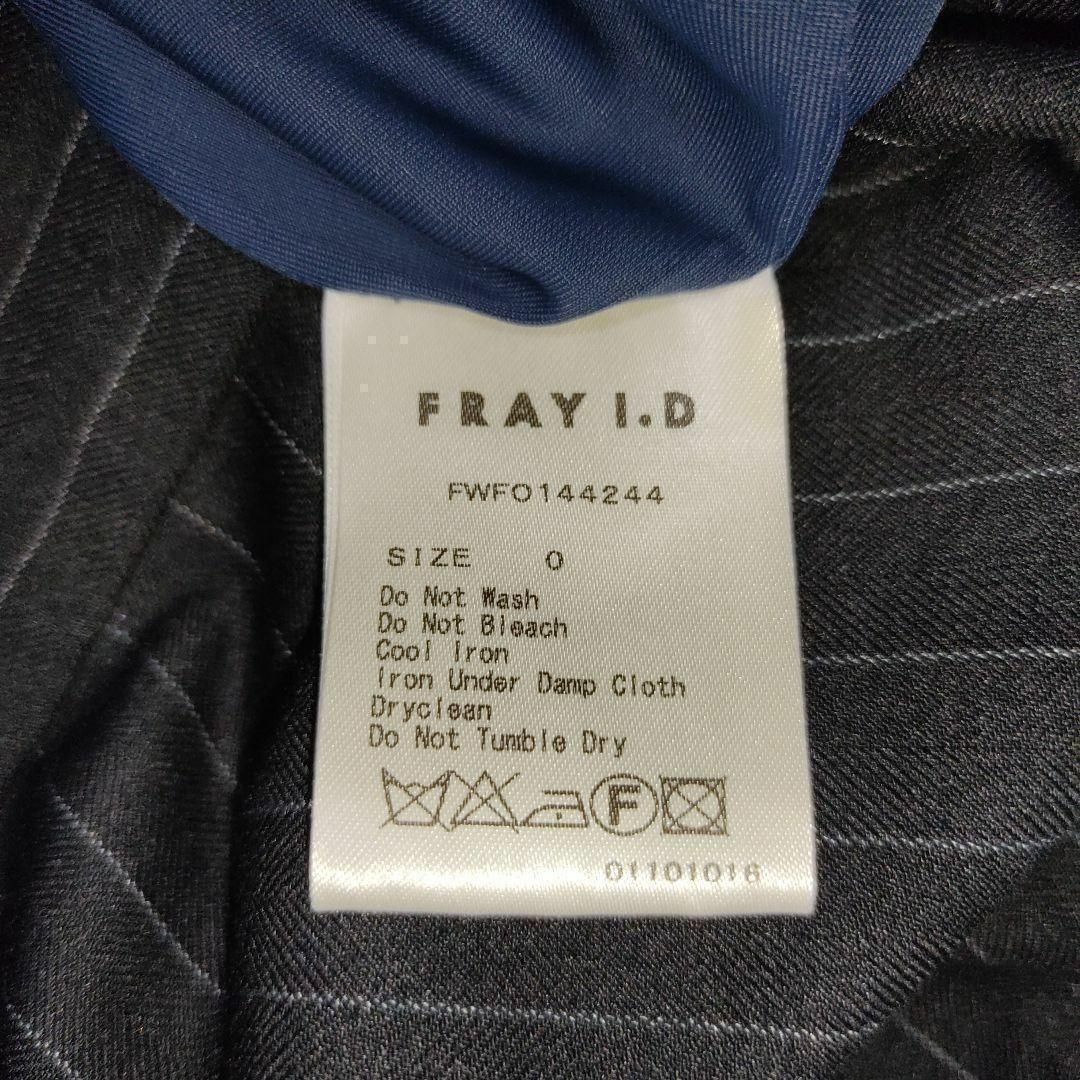 FRAY I.D
FWFO144244
SIZE 0
Do Not Wash
Do Not Bleach
Cool Iron
Iron Under Damp Cloth
Dryclean
Do Not Tumble Dry
F
01101016